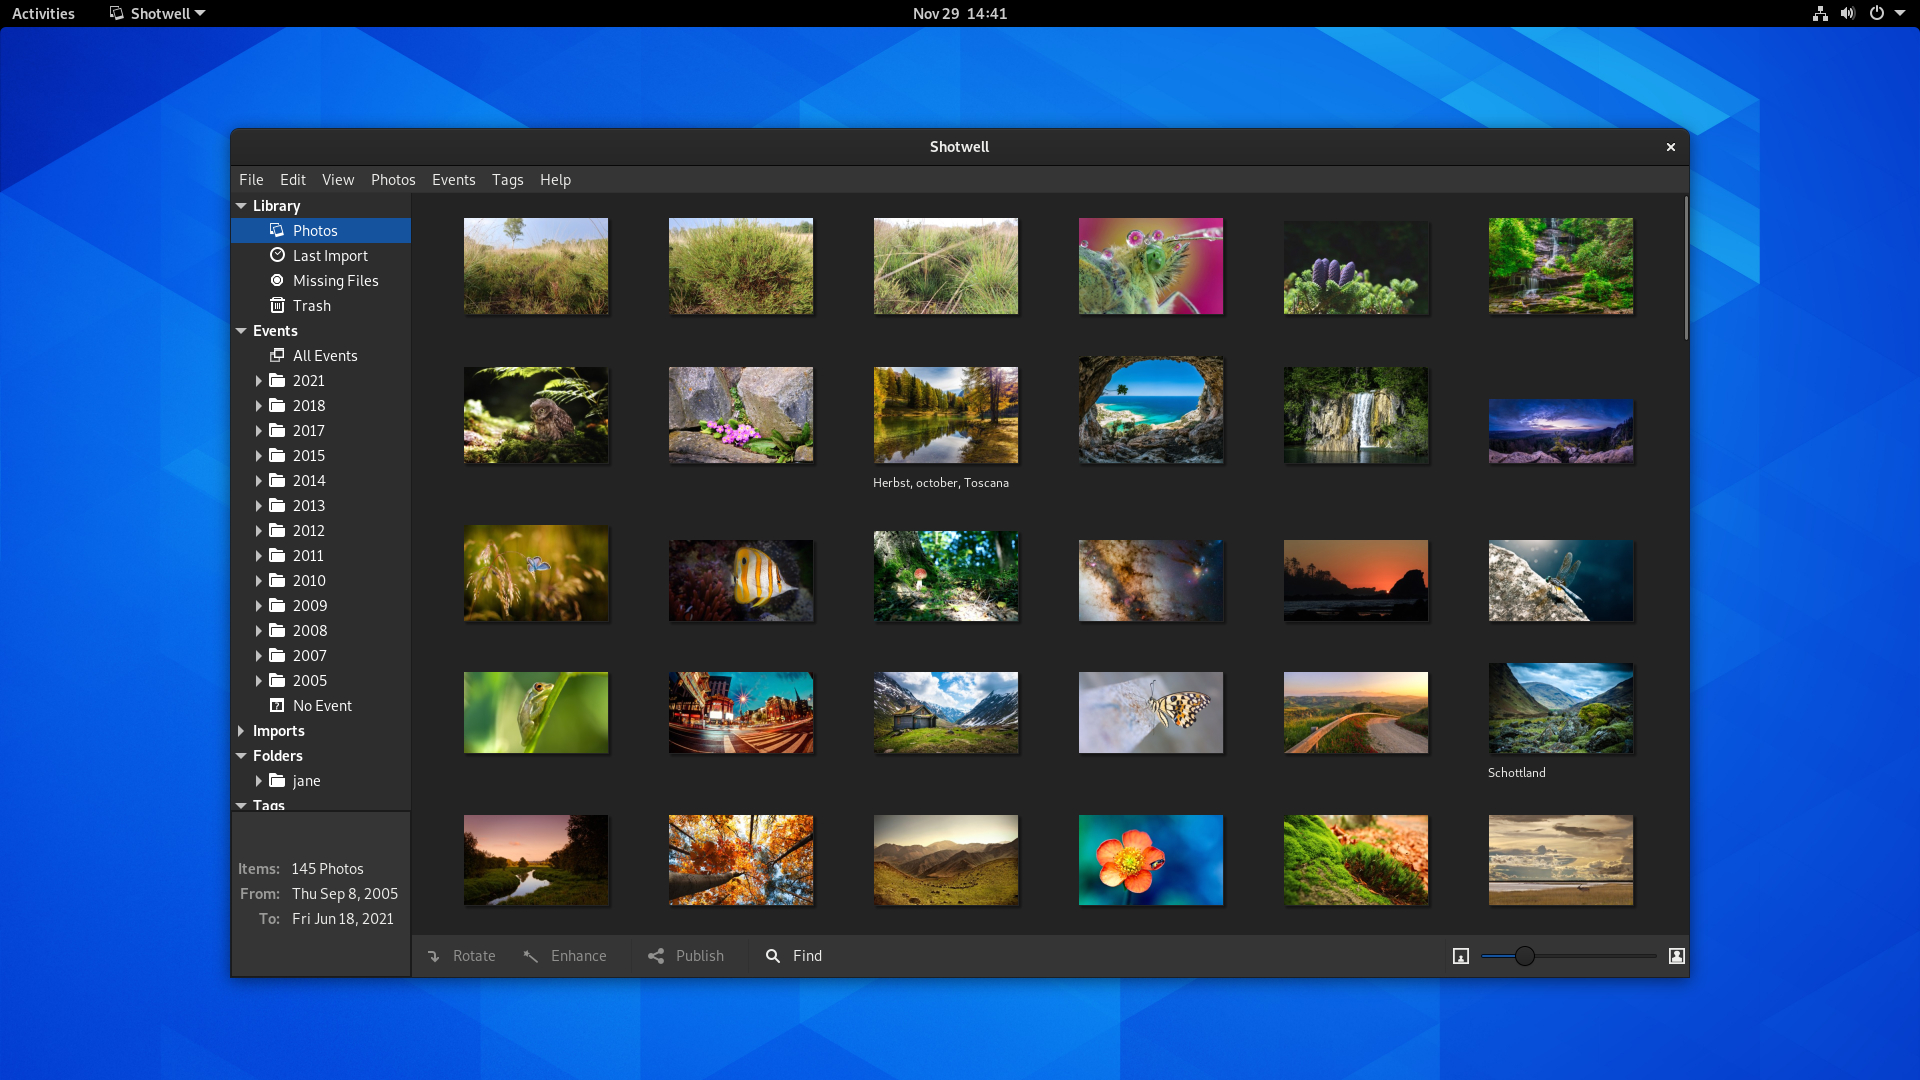 Activities
Shotwell
Nov 29 14:41
Shotwell
File Edit View Photos Events Tags Help
Library
Photos
Last Import
Missing Files
Trash
Events
All Events
2021
2018
2017
2015
2014
2013
2012
2011
2010
2009
2008
2007
2005
No Event
Imports
Folders
jane
Tags
Items: 145 Photos
From: Thu Sep 8, 2005
To: Fri Jun 18, 2021
Herbst, october, Toscana
Schottland
Rotate Enhance Publish Find